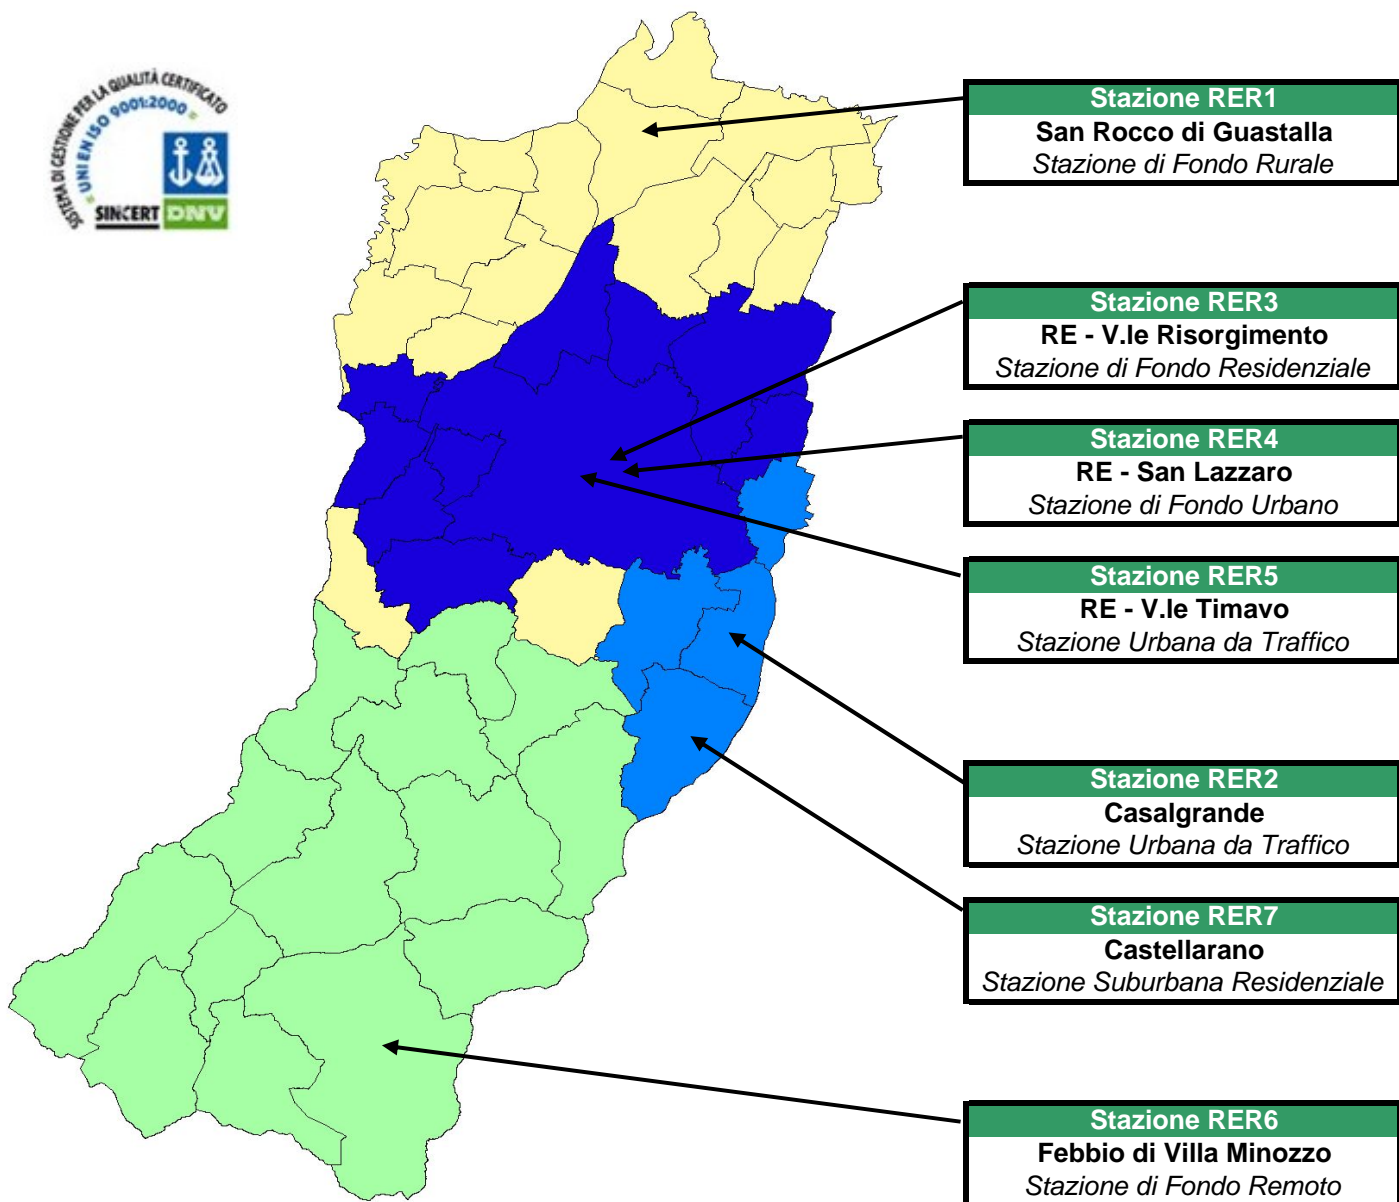 SISTEMA DI GESTIONE PER LA QUALITÀ CERTIFICATO
= UNI EN ISO 9001:2000 =
SINCERT DNV
Stazione RER1
San Rocco di Guastalla
Stazione di Fondo Rurale
Stazione RER3
RE - V.le Risorgimento
Stazione di Fondo Residenziale
Stazione RER4
RE - San Lazzaro
Stazione di Fondo Urbano
Stazione RER5
RE - V.le Timavo
Stazione Urbana da Traffico
Stazione RER2
Casalgrande
Stazione Urbana da Traffico
Stazione RER7
Castellarano
Stazione Suburbana Residenziale
Stazione RER6
Febbio di Villa Minozzo
Stazione di Fondo Remoto